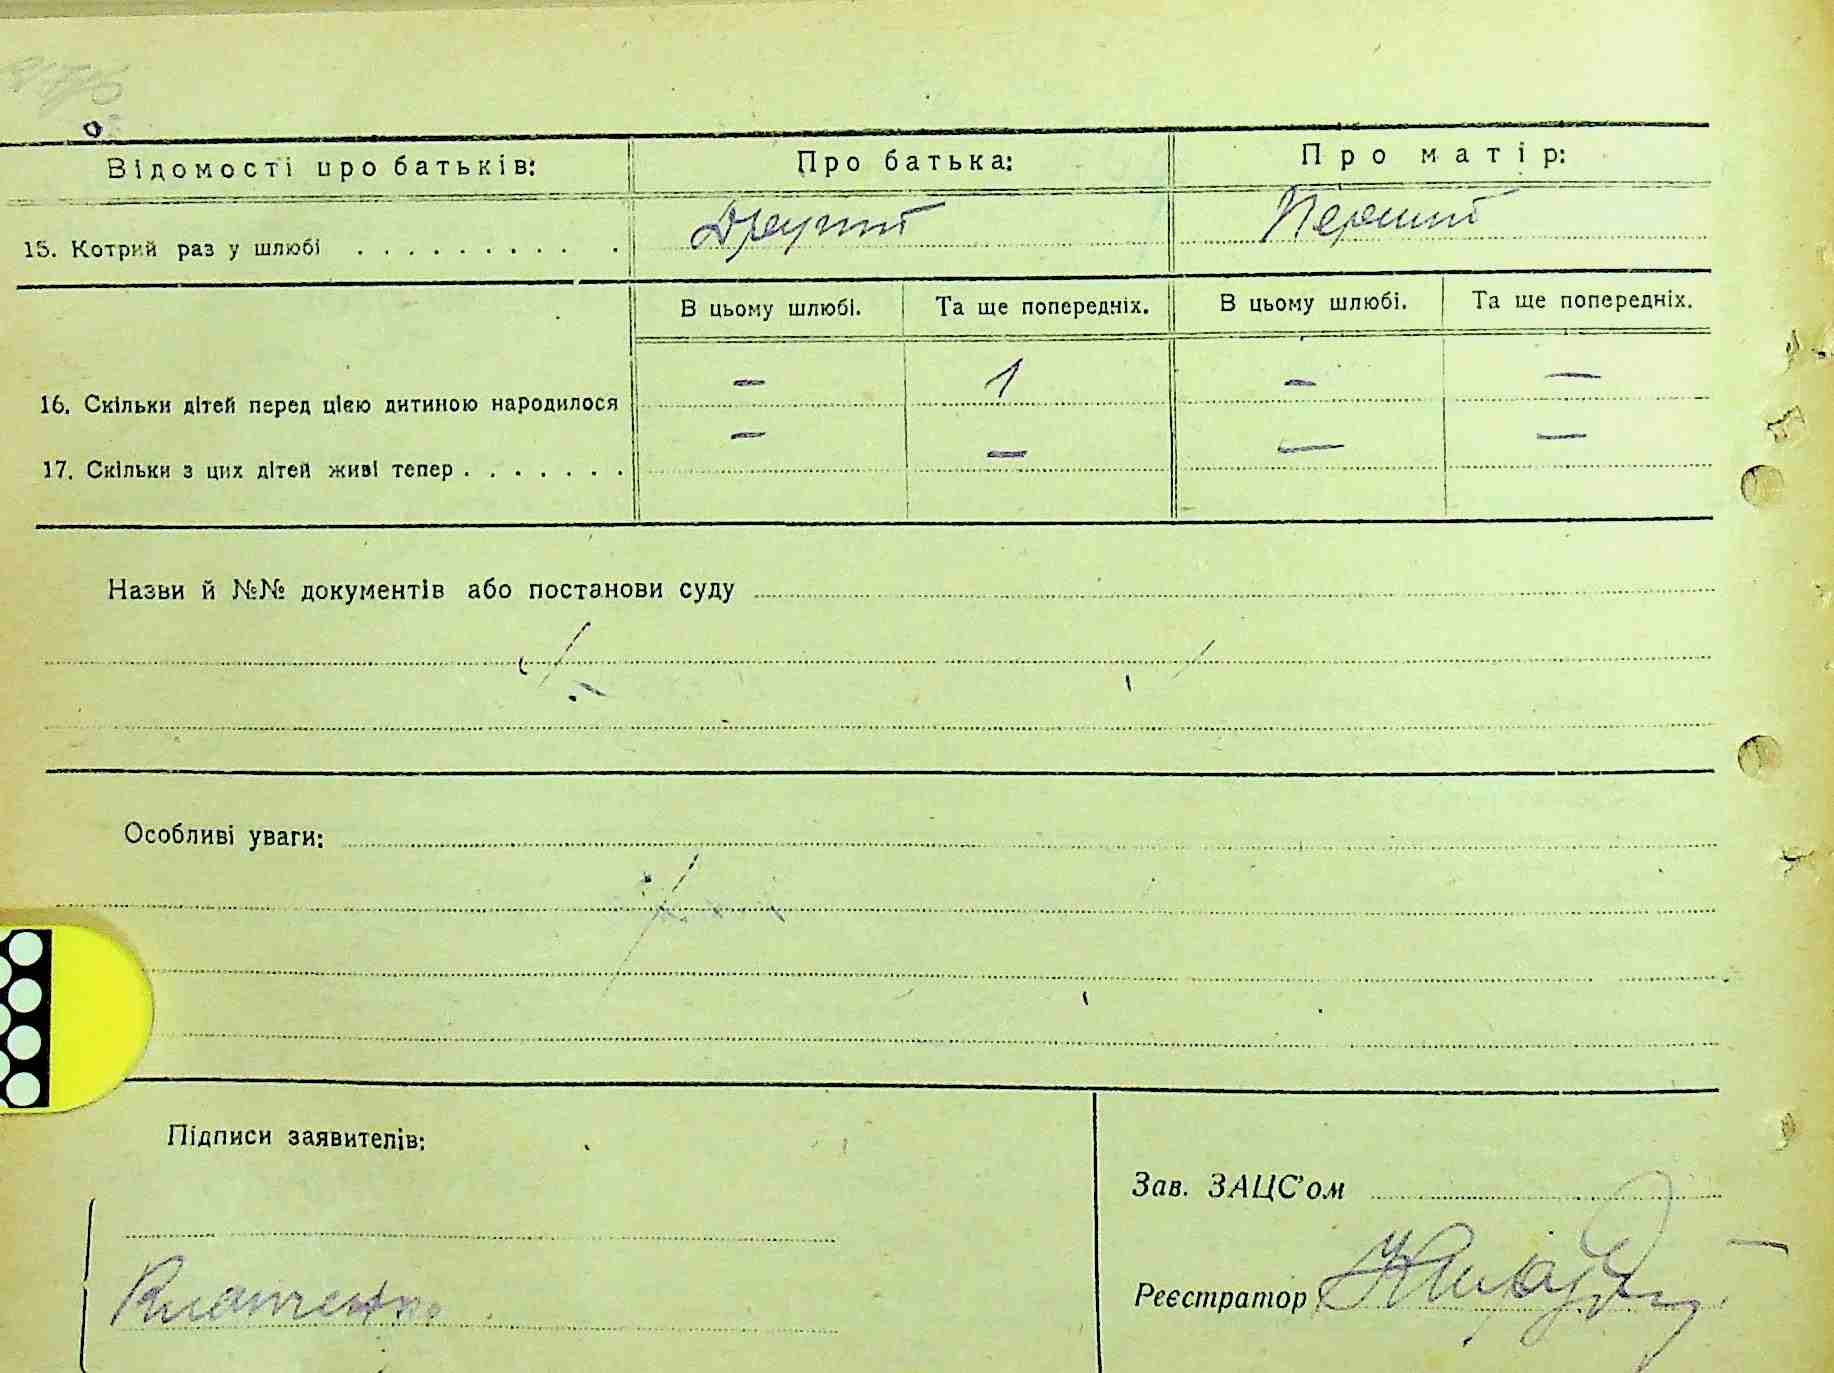 Відомості про батьків: Про батька: Про матір:
15. Котрий раз у шлюбі . . . . . . . . . . Другий Перший
В цьому шлюбі. Та ще попередніх. В цьому шлюбі. Та ще попередніх.
16. Скільки дітей перед цією дитиною народилося — 1 — —
17. Скільки з цих дітей живі тепер . . . . . . . — — — —
Назви й №№ документів або постанови суду
Особливі уваги:
Підписи заявителів:
Зав. ЗАЦС'ом
Реєстратор